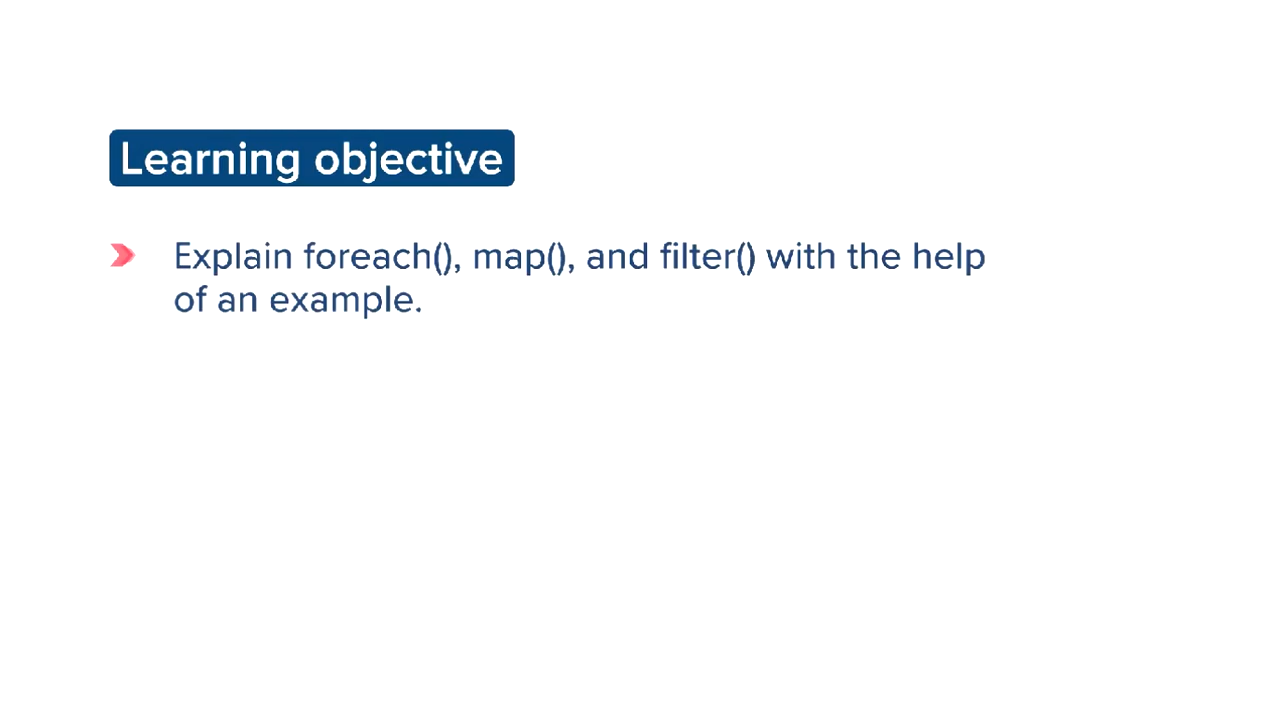 Learning objective
Explain foreach(), map(), and filter() with the help
of an example.